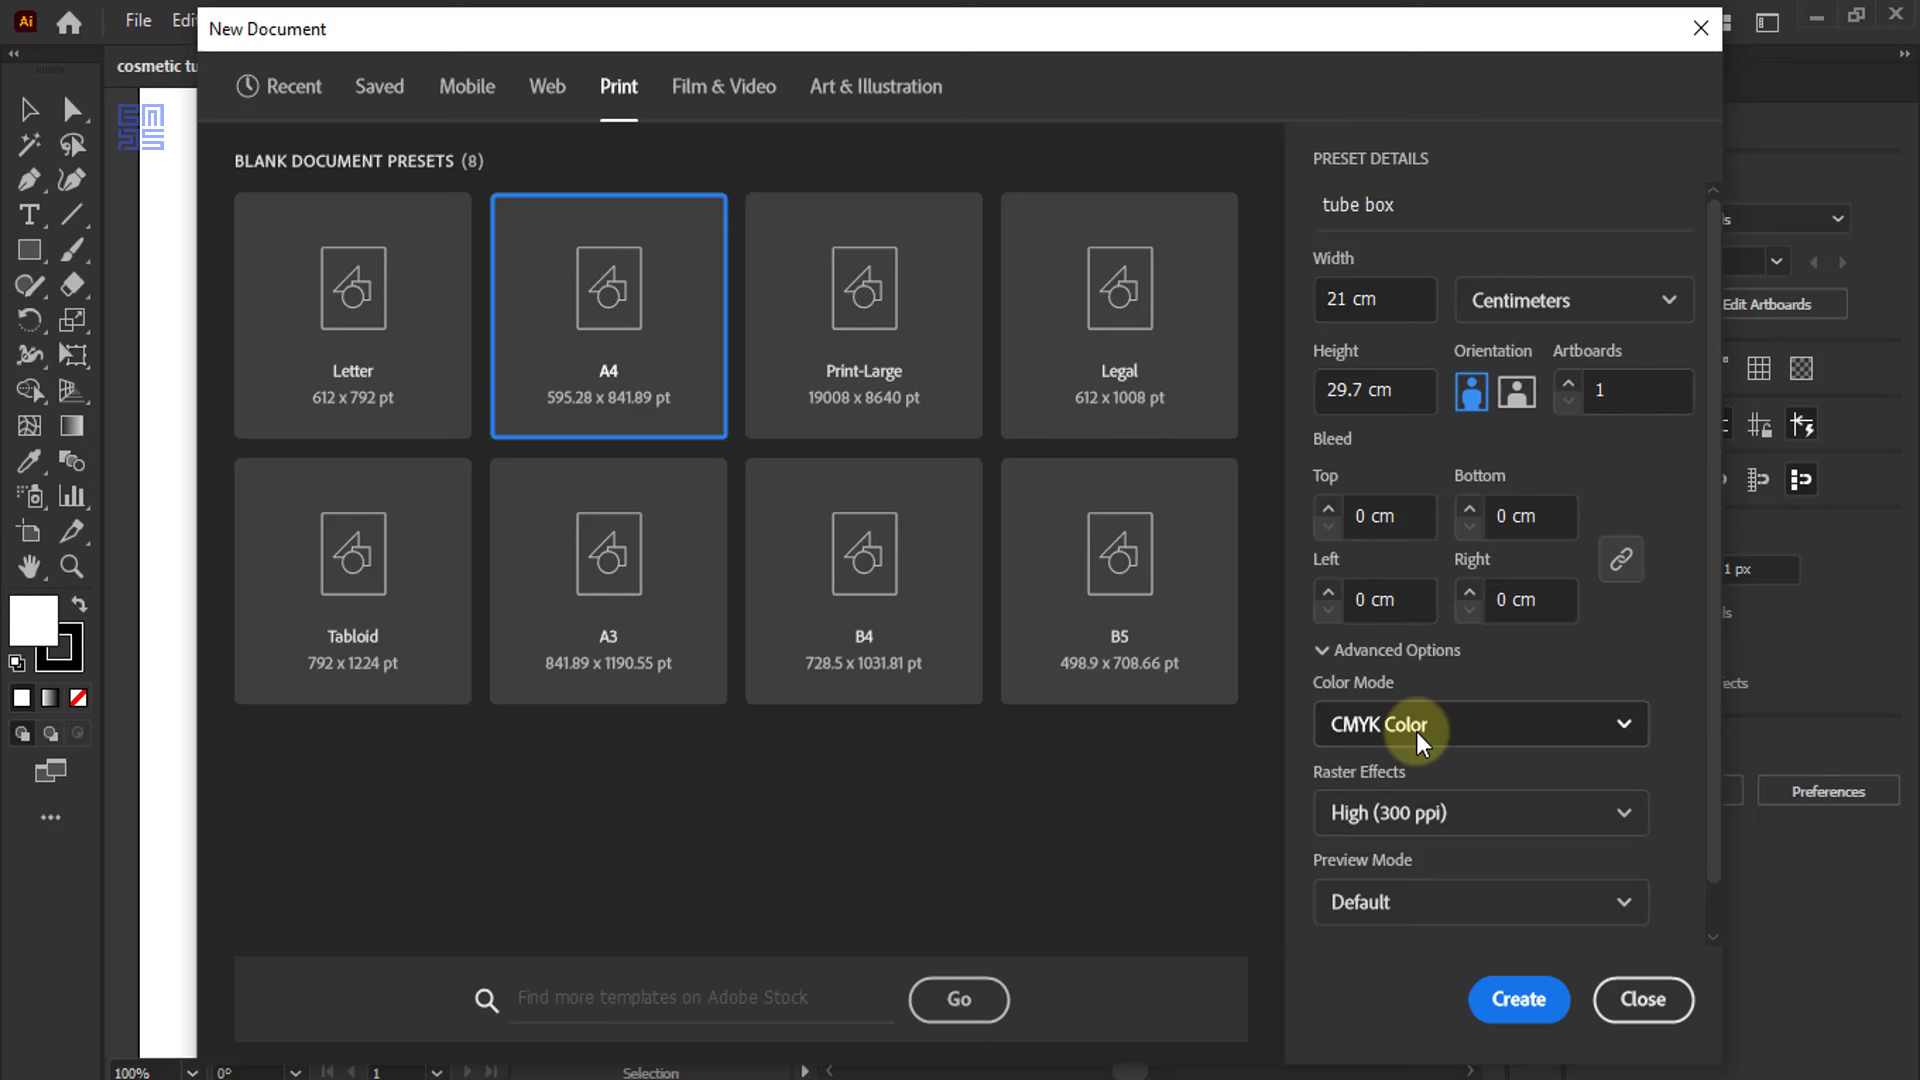 Ai
File Edi
New Document
cosmetic tu
Recent Saved Mobile Web Print Film & Video Art & Illustration
BLANK DOCUMENT PRESETS (8)
Letter
612 x 792 pt
A4
595.28 x 841.89 pt
Print-Large
19008 x 8640 pt
Legal
612 x 1008 pt
Tabloid
792 x 1224 pt
A3
841.89 x 1190.55 pt
B4
728.5 x 1031.81 pt
B5
498.9 x 708.66 pt
Find more templates on Adobe Stock
Go
PRESET DETAILS
tube box
Width
21 cm
Centimeters
Height
Orientation
Artboards
29.7 cm
1
Bleed
Top
Bottom
0 cm
0 cm
Left
Right
0 cm
0 cm
Advanced Options
Color Mode
CMYK Color
Raster Effects
High (300 ppi)
Preview Mode
Default
Create
Close
Edit Artboards
1 px
Preferences
100%
0°
1
Selection